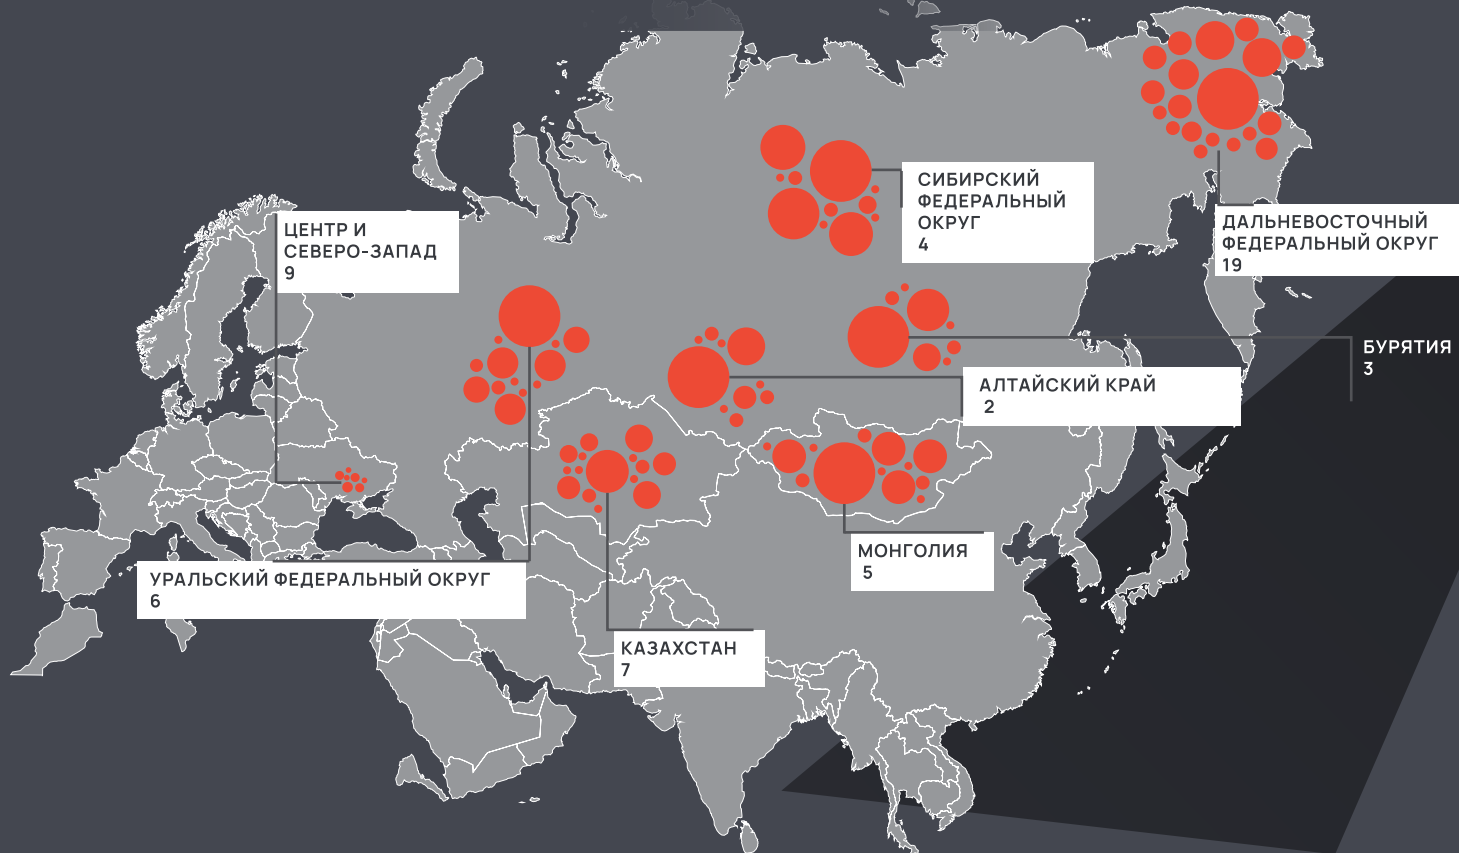 ЦЕНТР И
СЕВЕРО-ЗАПАД
9
СИБИРСКИЙ
ФЕДЕРАЛЬНЫЙ
ОКРУГ
4
ДАЛЬНЕВОСТОЧНЫЙ
ФЕДЕРАЛЬНЫЙ ОКРУГ
19
БУРЯТИЯ
3
АЛТАЙСКИЙ КРАЙ
2
МОНГОЛИЯ
5
УРАЛЬСКИЙ ФЕДЕРАЛЬНЫЙ ОКРУГ
6
КАЗАХСТАН
7